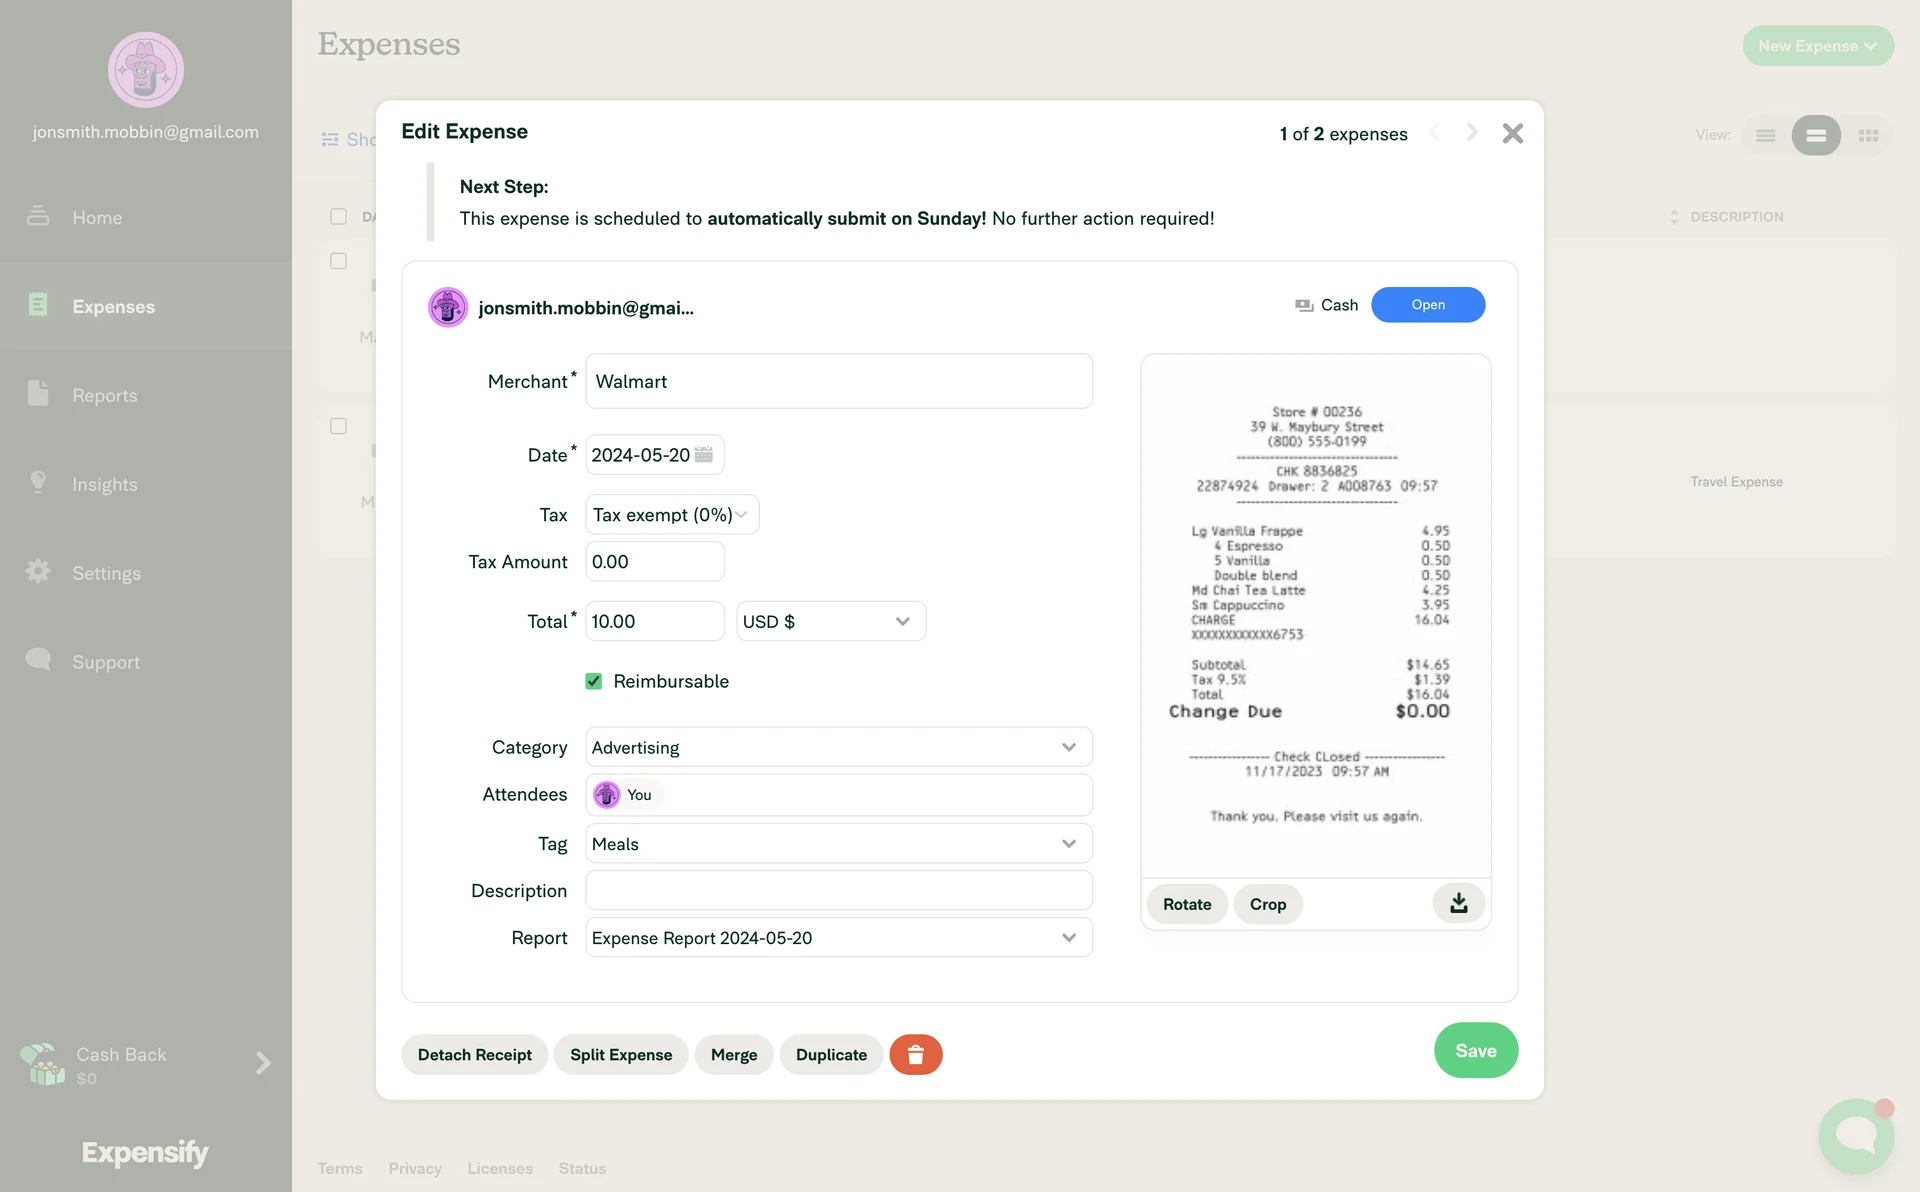 jonsmith.mobbin@gmail.com
Home
Expenses
Reports
Insights
Settings
Support
Cash Back
$0
Expensify
Expenses
New Expense
View:
DESCRIPTION
Travel Expense
Edit Expense
1 of 2 expenses
Next Step:
This expense is scheduled to automatically submit on Sunday! No further action required!
jonsmith.mobbin@gmai...
Cash
Open
Merchant * Walmart
Date * 2024-05-20
Tax Tax exempt (0%)
Tax Amount 0.00
Total * 10.00 USD $
Reimbursable
Category Advertising
Attendees You
Tag Meals
Description
Report Expense Report 2024-05-20
Store # 00236
39 W. Maybury Street
(800) 555-0199
CHK 8836825
22874924 Drawer: 2 A008763 09:57
Lg Vanilla Frappe 4.95
4 Espresso 0.50
5 Vanilla 0.50
Double blend 0.50
Md Chai Tea Latte 4.25
Sm Cappuccino 3.95
CHARGE 16.04
XXXXXXXXXXXX6753
Subtotal $14.65
Tax 9.5% $1.39
Total $16.04
Change Due $0.00
---------------- Check CLosed ----------------
11/17/2023 09:57 AM
Thank you. Please visit us again.
Rotate
Crop
Detach Receipt
Split Expense
Merge
Duplicate
Save
Terms
Privacy
Licenses
Status